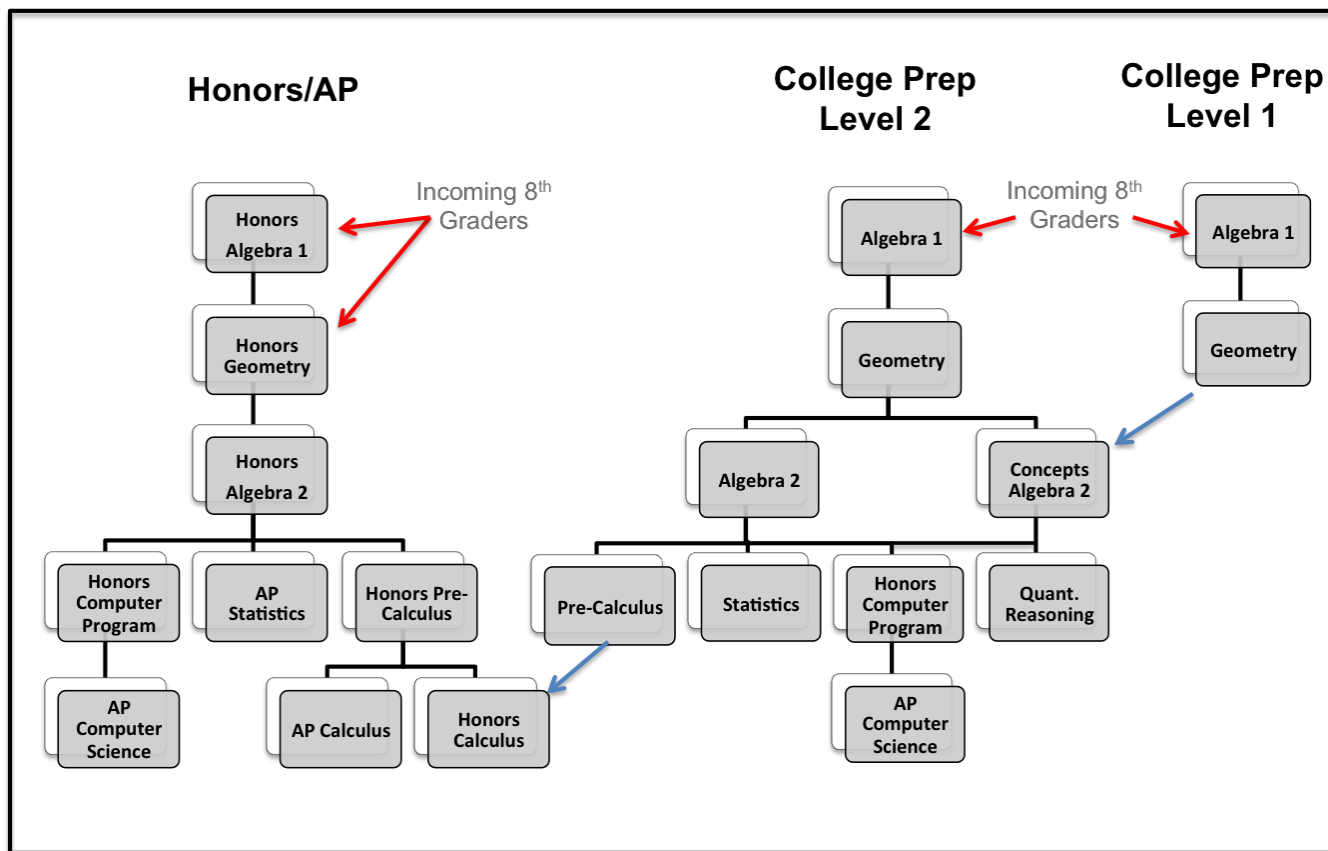 Honors/AP
College Prep
Level 2
College Prep
Level 1
Incoming 8th
Graders
Incoming 8th
Graders
Honors
Algebra 1
Algebra 1
Algebra 1
Honors
Geometry
Geometry
Geometry
Honors
Algebra 2
Algebra 2
Concepts
Algebra 2
Honors
Computer
Program
AP
Statistics
Honors Pre-
Calculus
Pre-Calculus
Statistics
Honors
Computer
Program
Quant.
Reasoning
AP
Computer
Science
AP Calculus
Honors
Calculus
AP
Computer
Science